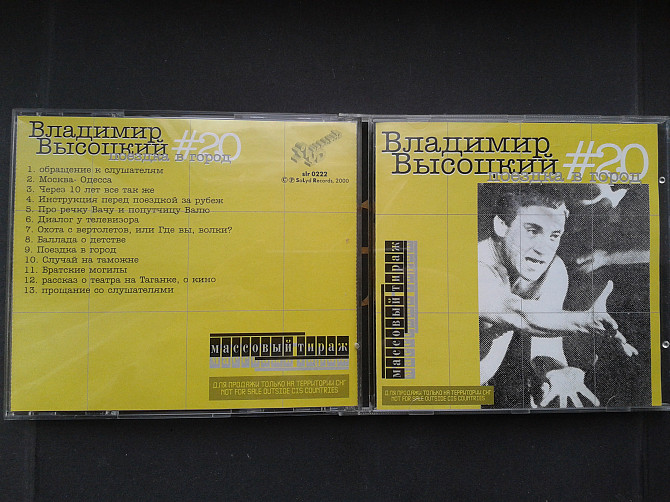 Владимир
Высоцкий #20
поездка в город
slr 0222
© ℗ SoLyd Records, 2000
1. обращение к слушателям
2. Москва- Одесса
3. Через 10 лет все так же
4. Инструкция перед поездкой за рубеж
5. Про речку Вачу и попутчицу Валю
6. Диалог у телевизора
7. Охота с вертолетов, или Где вы, волки?
8. Баллада о детстве
9. Поездка в город
10. Случай на таможне
11. Братские могилы
12. рассказ о театра на Таганке, о кино
13. прощание со слушателями
массовый тираж
ДЛЯ ПРОДАЖИ ТОЛЬКО НА ТЕРРИТОРИИ СНГ
NOT FOR SALE OUTSIDE CIS COUNTRIES
Владимир
Высоцкий #20
поездка в город
массовый тираж
ДЛЯ ПРОДАЖИ ТОЛЬКО НА ТЕРРИТОРИИ СНГ
NOT FOR SALE OUTSIDE CIS COUNTRIES